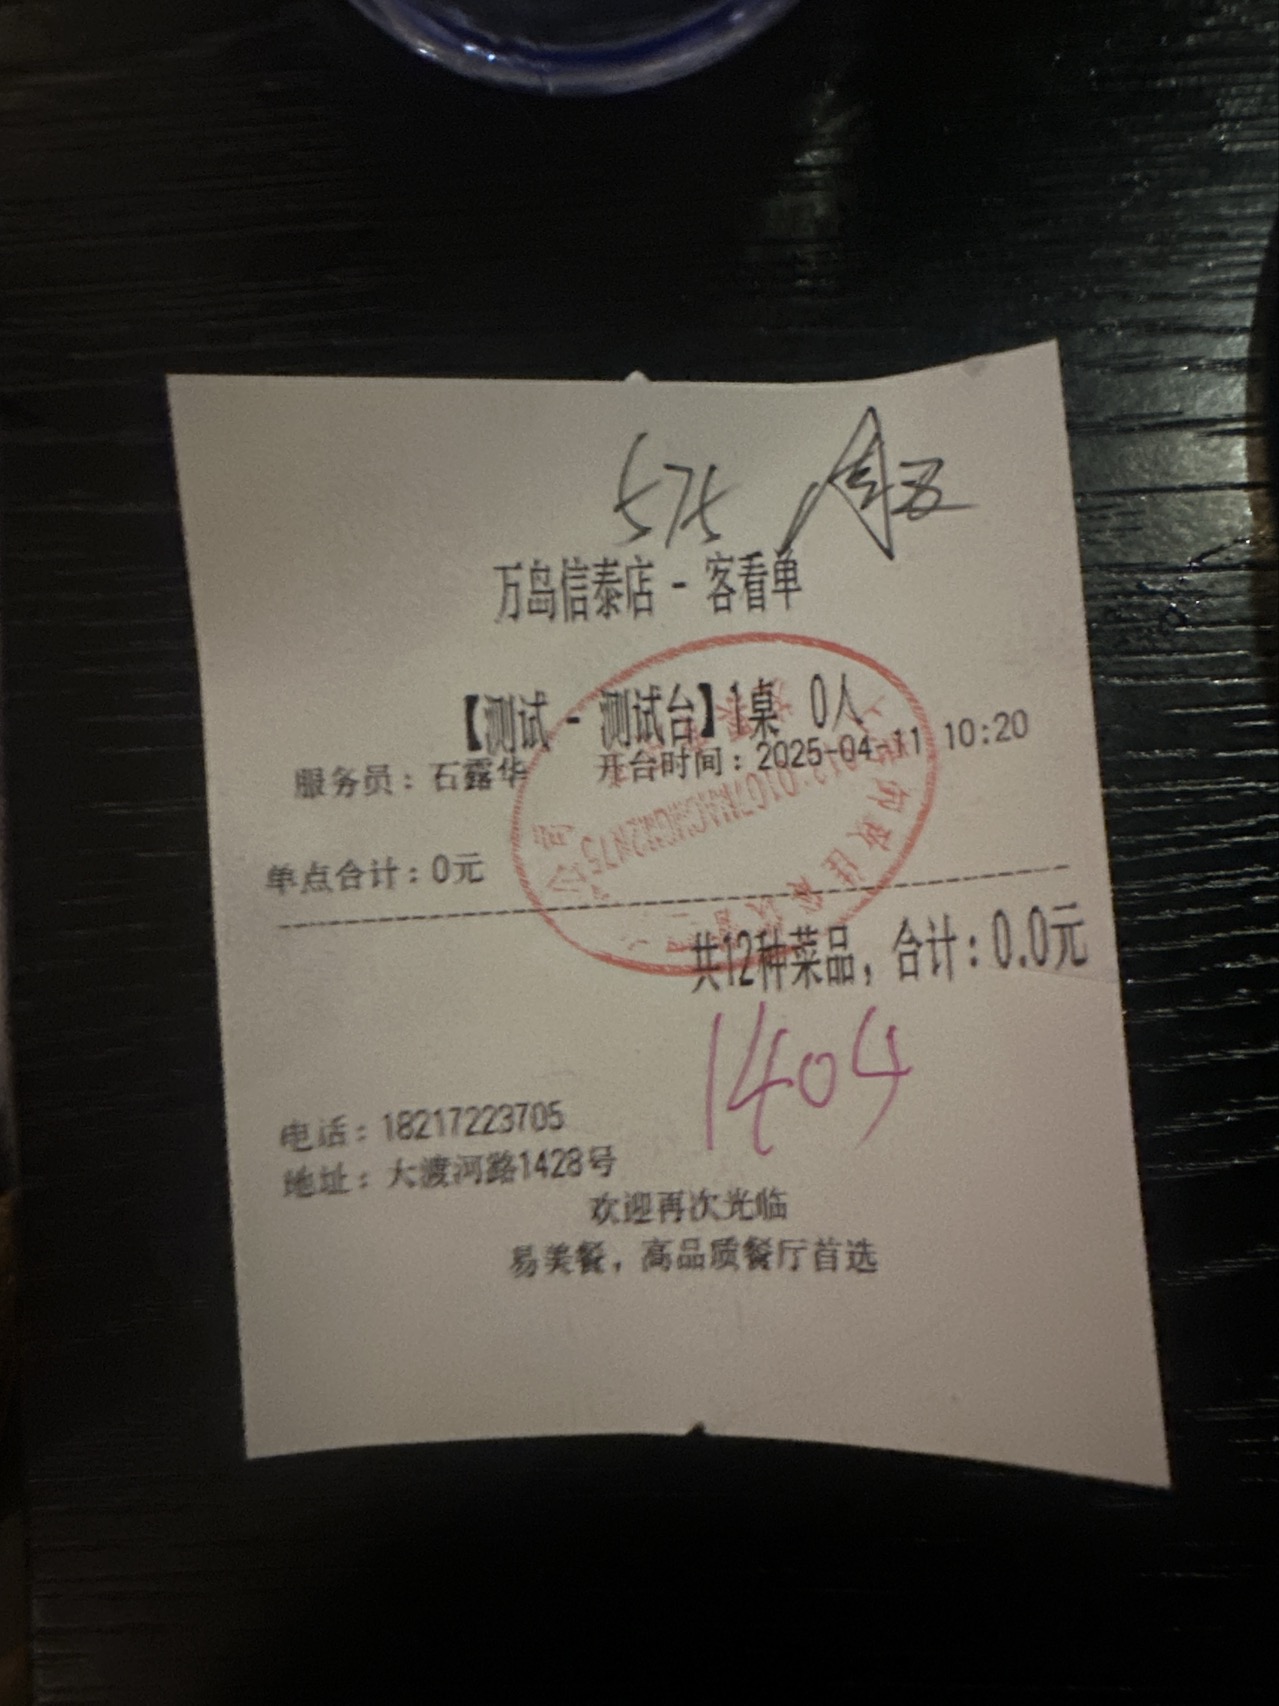 575 周五
万岛信泰店 - 客看单
【测试 - 测试台】1桌 0人
服务员：石露华 开台时间：2025-04-11 10:20
单点合计：0元
共12种菜品，合计：0.0元
1404
电话：18217223705
地址：大渡河路1428号
欢迎再次光临
易美餐，高品质餐厅首选